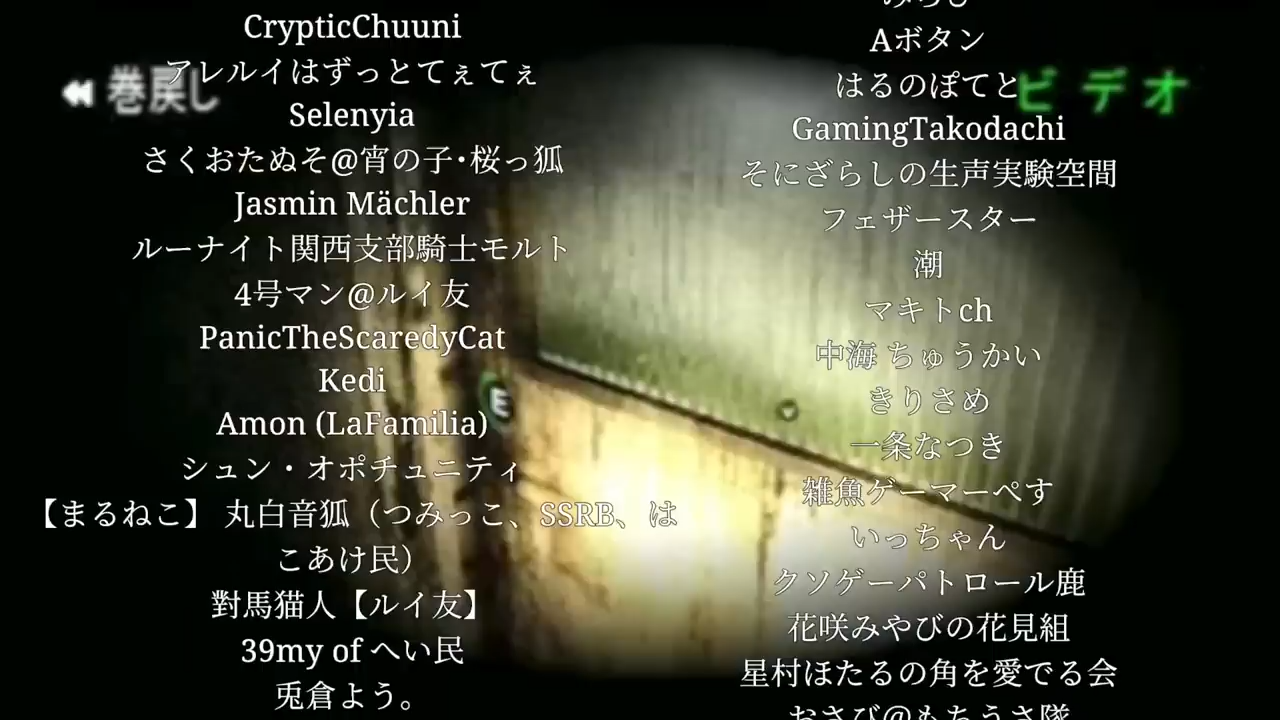 CrypticChuuni
アレルイはずっとてぇてぇ
Selenyia
さくおたぬそ@宵の子・桜っ狐
Jasmin Mächler
ルーナイト関西支部騎士モルト
4号マン@ルイ友
PanicTheScaredyCat
Kedi
Amon (LaFamilia)
シュン・オポチュニティ
【まるねこ】 丸白音狐（つみっこ、SSRB、は
こあけ民）
對馬猫人【ルイ友】
39my of へい民
兎倉よう。
Aボタン
はるのぽてと
GamingTakodachi
そにざらしの生声実験空間
フェザースター
潮
マキトch
中海 ちゅうかい
きりさめ
一条なつき
雑魚ゲーマーぺす
いっちゃん
クソゲーパトロール鹿
花咲みやびの花見組
星村ほたるの角を愛でる会
おさび@もちうさ隊
巻戻し
ビデオ
E